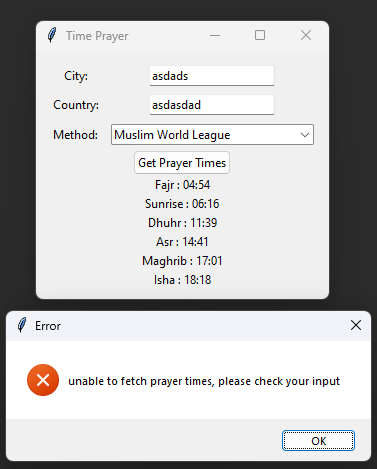 Time Prayer
City: asdads
Country: asdasdad
Method: Muslim World League
Get Prayer Times
Fajr : 04:54
Sunrise : 06:16
Dhuhr : 11:39
Asr : 14:41
Maghrib : 17:01
Isha : 18:18
Error
unable to fetch prayer times, please check your input
OK